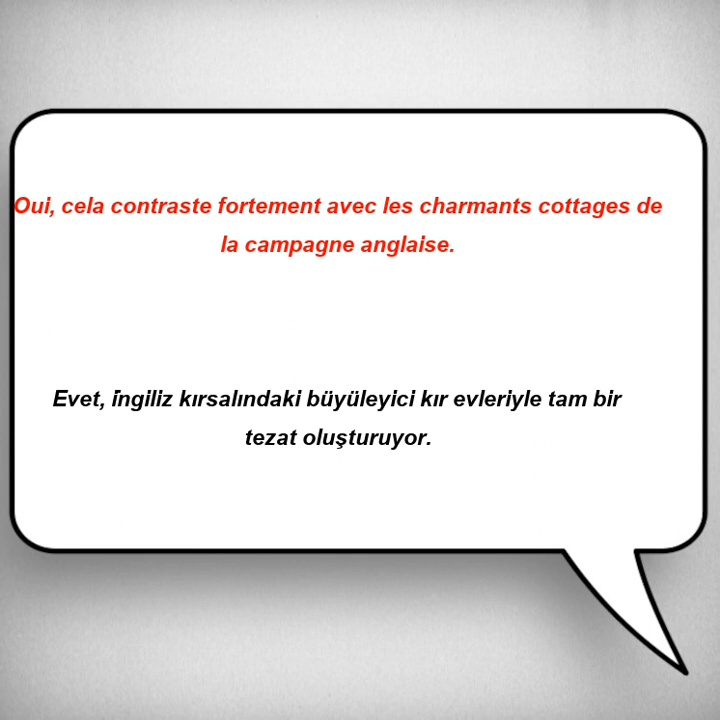 Oui, cela contraste fortement avec les charmants cottages de
la campagne anglaise.
Evet, İngiliz kırsalındaki büyüleyici kır evleriyle tam bir
tezat oluşturuyor.